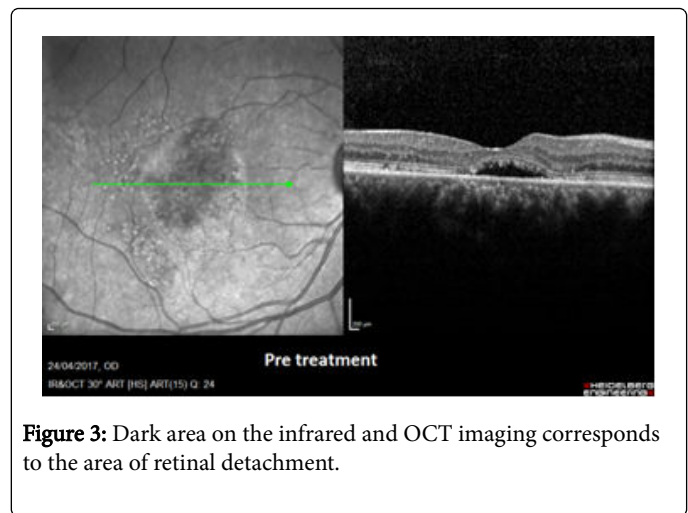 24/04/2017, OD
IR&OCT 30° ART [HS] ART(15) Q: 24
Pre treatment
HEIDELBERG
ENGINEERING
Figure 3: Dark area on the infrared and OCT imaging corresponds
to the area of retinal detachment.